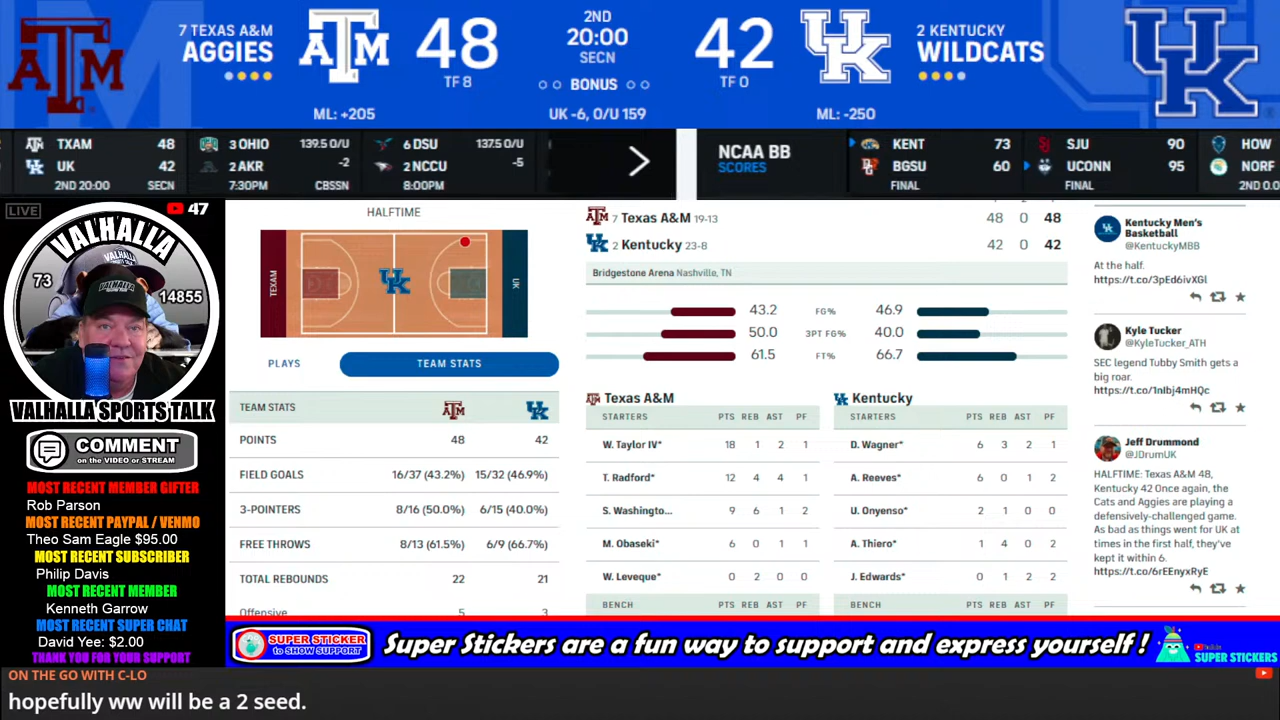 7 TEXAS A&M
AGGIES
48
TF 8
ML: +205
2ND
20:00
SECN
BONUS
UK -6, O/U 159
42
TF 0
2 KENTUCKY
WILDCATS
ML: -250
TXAM 48
UK 42
2ND 20:00 SECN
3 OHIO 139.5 O/U
2 AKR -2
7:30PM CBSSN
6 DSU 137.5 O/U
2 NCCU -5
8:00PM
NCAA BB
SCORES
KENT 73
BGSU 60
FINAL
SJU 90
UCONN 95
FINAL
HOW
NORF
2ND 0.0
LIVE
47
VALHALLA
73
14855
VALHALLA SPORTS TALK
COMMENT
on the VIDEO or STREAM
MOST RECENT MEMBER GIFTER
Rob Parson
MOST RECENT PAYPAL / VENMO
Theo Sam Eagle $95.00
MOST RECENT SUBSCRIBER
Philip Davis
MOST RECENT MEMBER
Kenneth Garrow
MOST RECENT SUPER CHAT
David Yee: $2.00
THANK YOU FOR YOUR SUPPORT
HALFTIME
TEXAM
UK
PLAYS
TEAM STATS
TEAM STATS
POINTS 48 42
FIELD GOALS 16/37 (43.2%) 15/32 (46.9%)
3-POINTERS 8/16 (50.0%) 6/15 (40.0%)
FREE THROWS 8/13 (61.5%) 6/9 (66.7%)
TOTAL REBOUNDS 22 21
Offensive 5 3
7 Texas A&M 19-13 48 0 48
2 Kentucky 23-8 42 0 42
Bridgestone Arena Nashville, TN
43.2 FG% 46.9
50.0 3PT FG% 40.0
61.5 FT% 66.7
Texas A&M
STARTERS PTS REB AST PF
W. Taylor IV* 18 1 2 1
T. Radford* 12 4 4 1
S. Washingto... 9 6 1 2
M. Obaseki* 6 0 1 1
W. Leveque* 0 2 0 0
BENCH PTS REB AST PF
Kentucky
STARTERS PTS REB AST PF
D. Wagner* 6 3 2 1
A. Reeves* 6 0 1 2
U. Onyenso* 2 1 0 0
A. Thiero* 1 4 0 2
J. Edwards* 0 1 2 2
BENCH PTS REB AST PF
Kentucky Men's
Basketball
@KentuckyMBB
At the half.
https://t.co/3pEd6ivXGl
Kyle Tucker
@KyleTucker_ATH
SEC legend Tubby Smith gets a
big roar.
https://t.co/1nIbj4mHQc
Jeff Drummond
@JDrumUK
HALFTIME: Texas A&M 48,
Kentucky 42 Once again, the
Cats and Aggies are playing a
defensively-challenged game.
As bad as things went for UK at
times in the first half, they've
kept it within 6.
https://t.co/6rEEnyxRyE
SUPER STICKER
to SHOW SUPPORT
Super Stickers are a fun way to support and express yourself !
SUPER STICKERS
ON THE GO WITH C-LO
hopefully ww will be a 2 seed.